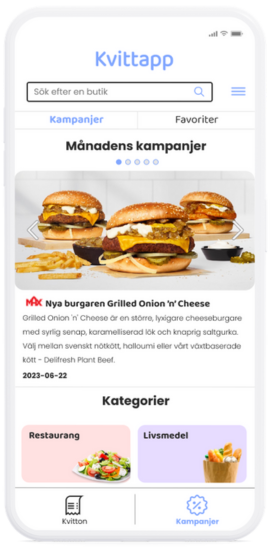 Kvittapp
Sök efter en butik
Kampanjer
Favoriter
Månadens kampanjer
MAX Nya burgaren Grilled Onion 'n' Cheese
Grilled Onion 'n' Cheese är en större, lyxigare cheeseburgare
med syrlig senap, karamelliserad lök och knaprig saltgurka.
Välj mellan svenskt nötkött, halloumi eller vårt växtbaserade
kött - Delifresh Plant Beef.
2023-06-22
Kategorier
Restaurang
Livsmedel
Kvitton
Kampanjer